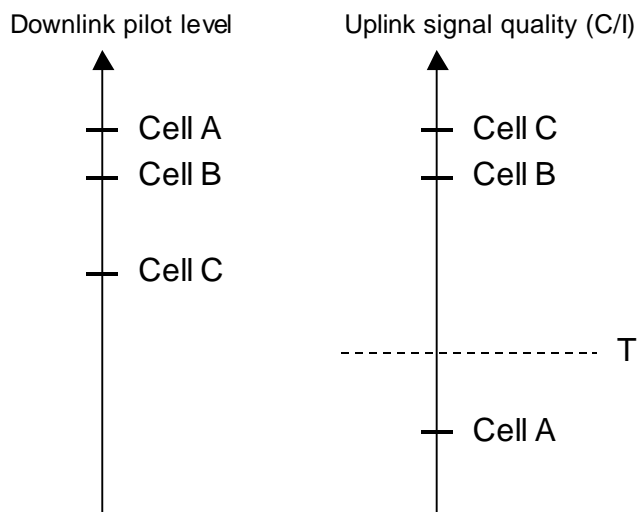 Downlink pilot level
Cell A
Cell B
Cell C
Uplink signal quality (C/I)
Cell C
Cell B
T
Cell A